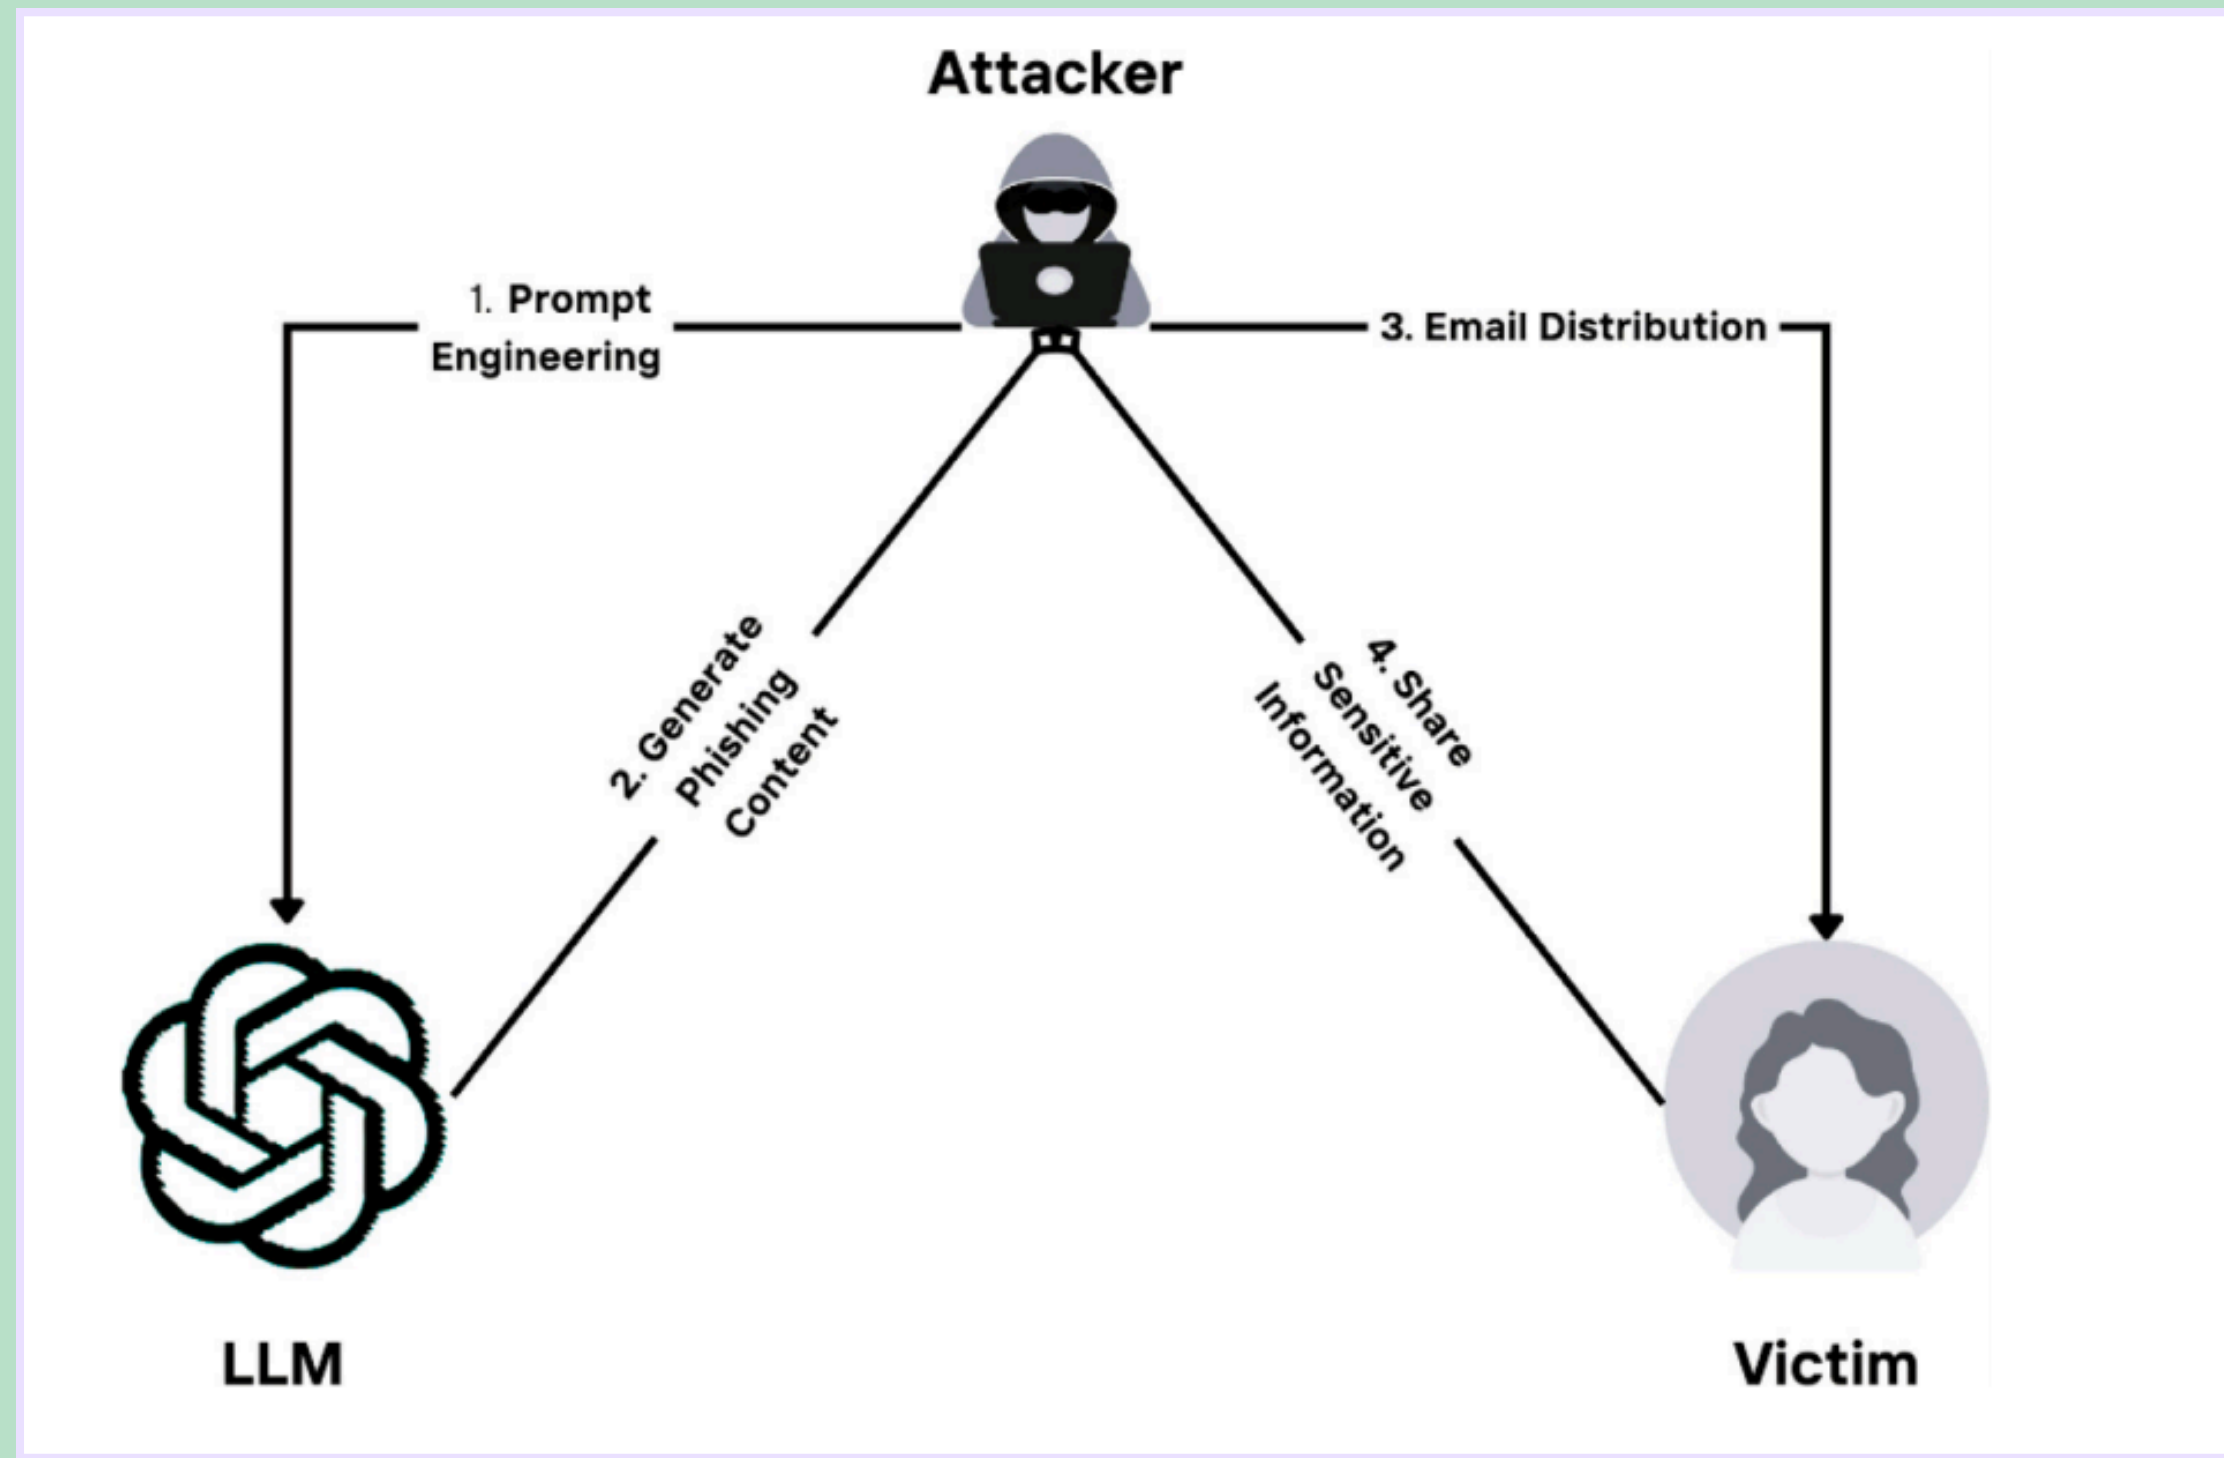 Attacker
1. Prompt
Engineering
3. Email Distribution
2. Generate
Phishing
Content
4. Share
Sensitive
Information
LLM
Victim